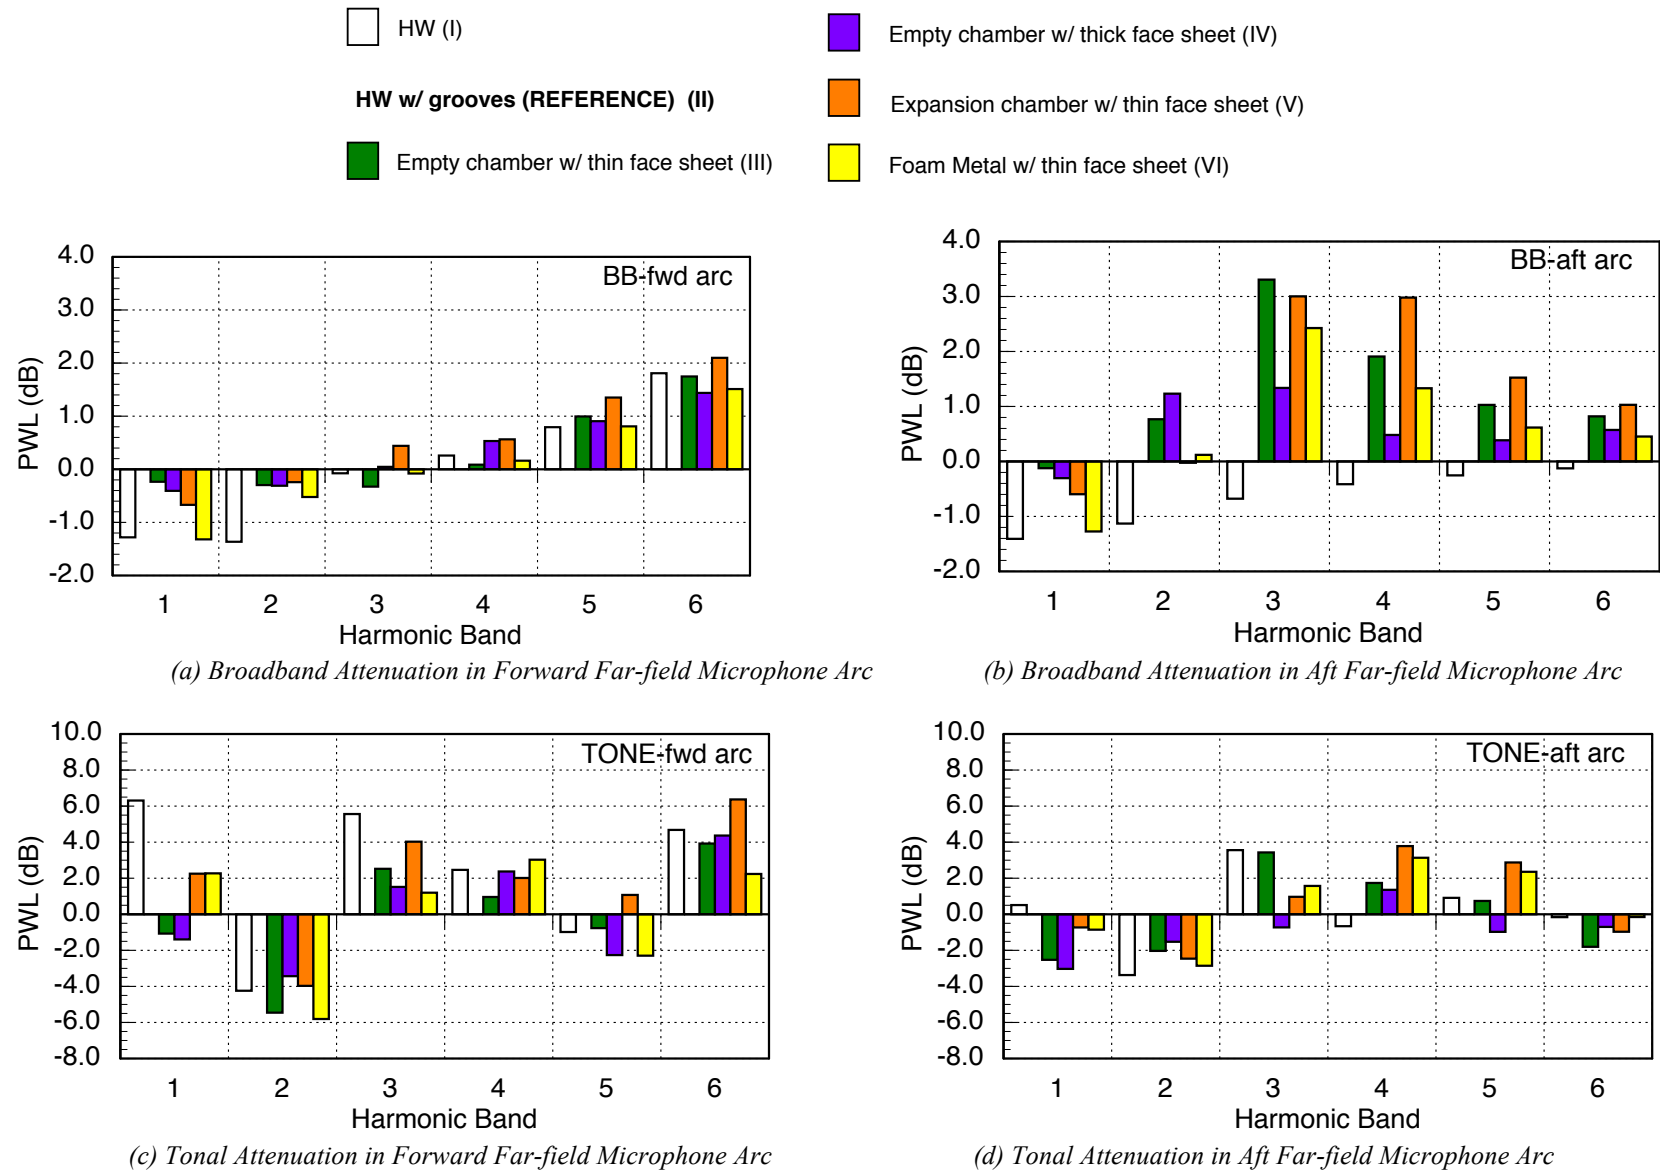 HW (I)
HW w/ grooves (REFERENCE) (II)
Empty chamber w/ thin face sheet (III)
Empty chamber w/ thick face sheet (IV)
Expansion chamber w/ thin face sheet (V)
Foam Metal w/ thin face sheet (VI)
BB-fwd arc
4.0
3.0
2.0
1.0
0.0
-1.0
-2.0
PWL (dB)
1 2 3 4 5 6
Harmonic Band
(a) Broadband Attenuation in Forward Far-field Microphone Arc
BB-aft arc
4.0
3.0
2.0
1.0
0.0
-1.0
-2.0
PWL (dB)
1 2 3 4 5 6
Harmonic Band
(b) Broadband Attenuation in Aft Far-field Microphone Arc
TONE-fwd arc
10.0
8.0
6.0
4.0
2.0
0.0
-2.0
-4.0
-6.0
-8.0
PWL (dB)
1 2 3 4 5 6
Harmonic Band
(c) Tonal Attenuation in Forward Far-field Microphone Arc
TONE-aft arc
10.0
8.0
6.0
4.0
2.0
0.0
-2.0
-4.0
-6.0
-8.0
PWL (dB)
1 2 3 4 5 6
Harmonic Band
(d) Tonal Attenuation in Aft Far-field Microphone Arc